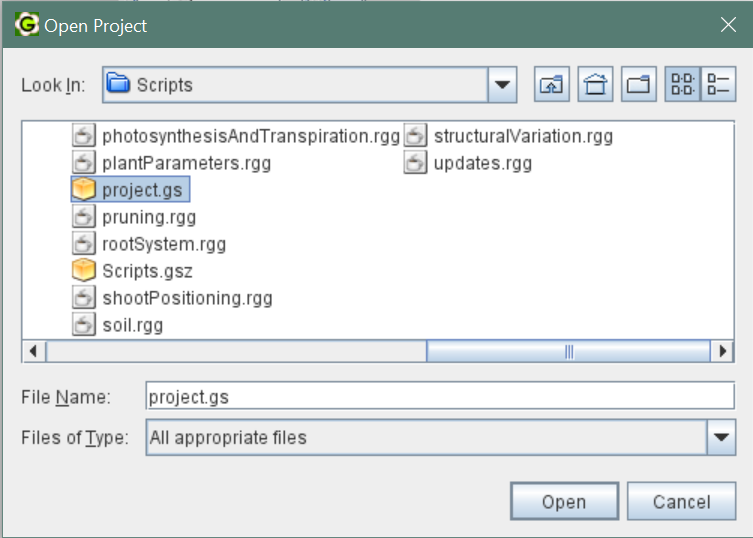 Open Project
Look In: Scripts
photosynthesisAndTranspiration.rgg
plantParameters.rgg
project.gs
pruning.rgg
rootSystem.rgg
Scripts.gsz
shootPositioning.rgg
soil.rgg
structuralVariation.rgg
updates.rgg
File Name: project.gs
Files of Type: All appropriate files
Open Cancel